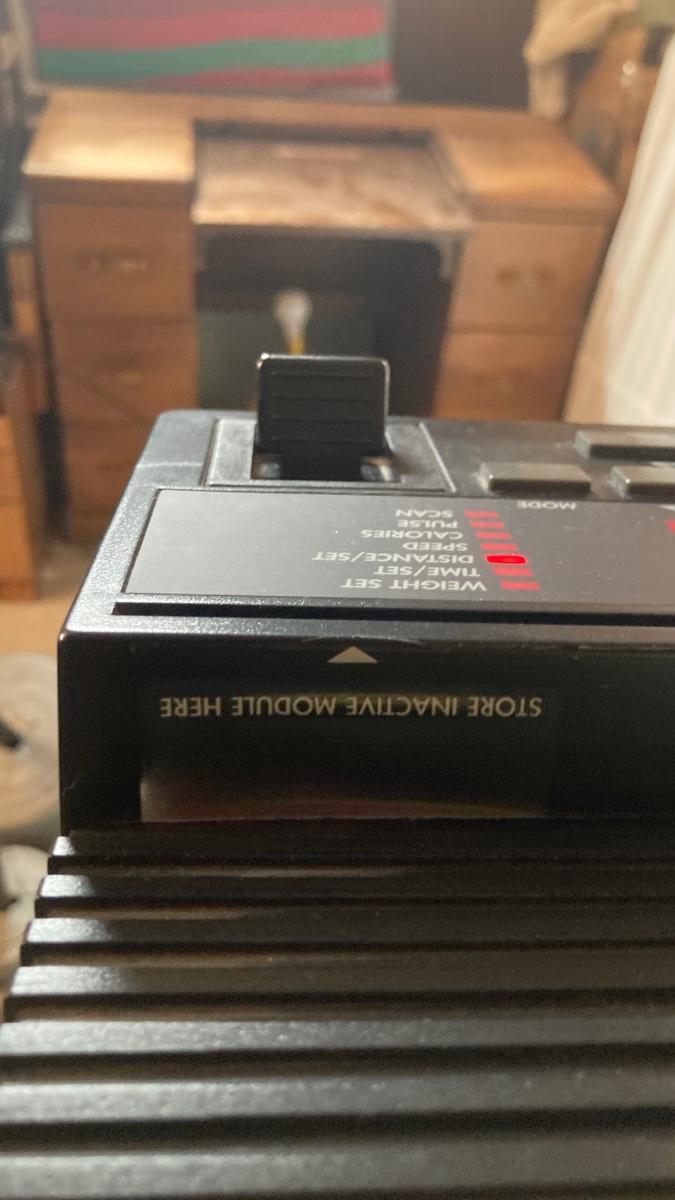 STORE INACTIVE MODULE HERE
WEIGHT SET
TIME/SET
DISTANCE/SET
SPEED
CALORIES
PULSE
SCAN
MODE